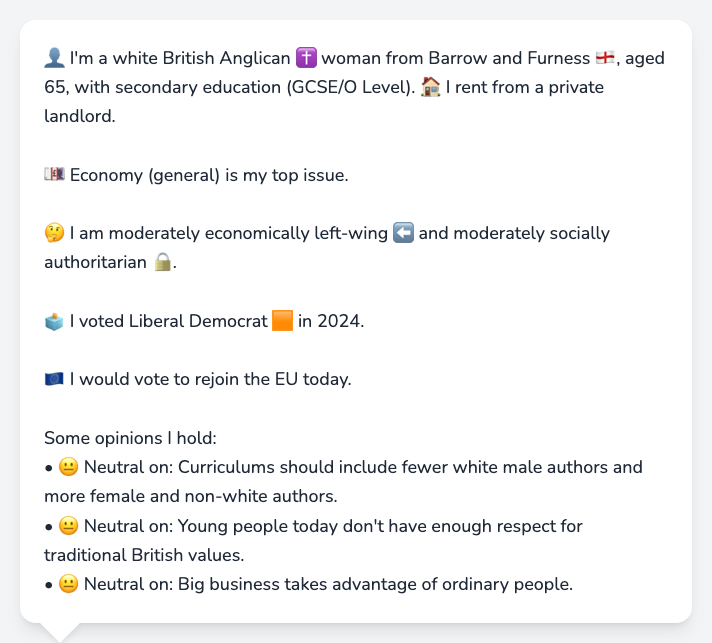 👤 I'm a white British Anglican ✝️ woman from Barrow and Furness 🏴󠁧󠁢󠁥󠁮󠁧󠁿, aged
65, with secondary education (GCSE/O Level). 🏠 I rent from a private
landlord.
💷 Economy (general) is my top issue.
🤔 I am moderately economically left-wing ⬅️ and moderately socially
authoritarian 🔒.
🗳️ I voted Liberal Democrat 🟧 in 2024.
🇪🇺 I would vote to rejoin the EU today.
Some opinions I hold:
• 😐 Neutral on: Curriculums should include fewer white male authors and
more female and non-white authors.
• 😐 Neutral on: Young people today don't have enough respect for
traditional British values.
• 😐 Neutral on: Big business takes advantage of ordinary people.